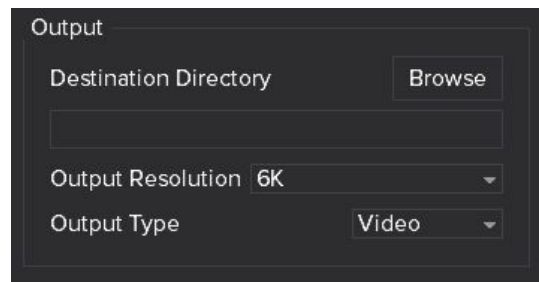 Output
Destination Directory Browse
Output Resolution 6K
Output Type Video